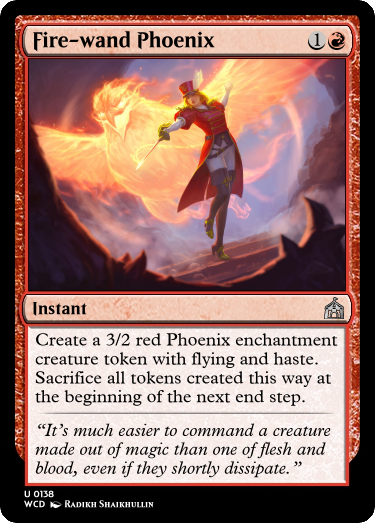 Fire-wand Phoenix 1
Instant
Create a 3/2 red Phoenix enchantment
creature token with flying and haste.
Sacrifice all tokens created this way at
the beginning of the next end step.
“It’s much easier to command a creature
made out of magic than one of flesh and
blood, even if they shortly dissipate.”
U 0138
WCD Radikh Shaikhullin